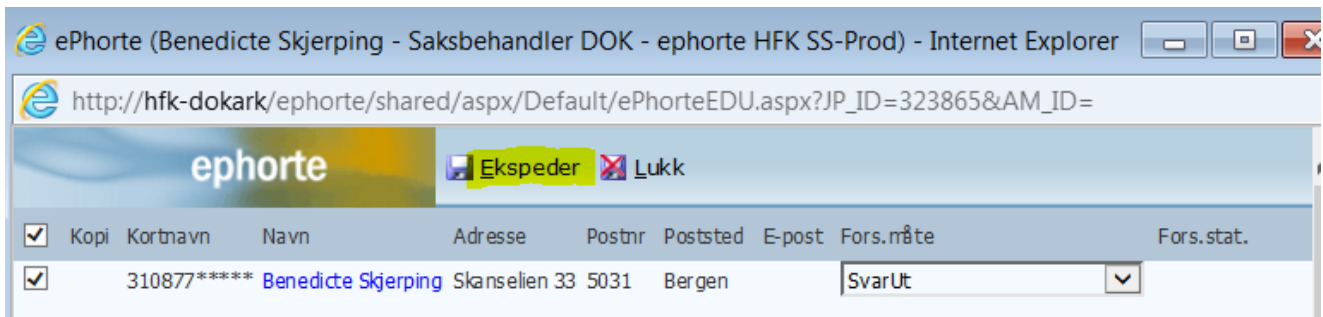 ePhorte (Benedicte Skjerping - Saksbehandler DOK - ephorte HFK SS-Prod) - Internet Explorer
http://hfk-dokark/ephorte/shared/aspx/Default/ePhorteEDU.aspx?JP_ID=323865&AM_ID=
ephorte Ekspeder Lukk
Kopi Kortnavn Navn Adresse Postnr Poststed E-post Fors.måte Fors.stat.
310877***** Benedicte Skjerping Skanselien 33 5031 Bergen SvarUt